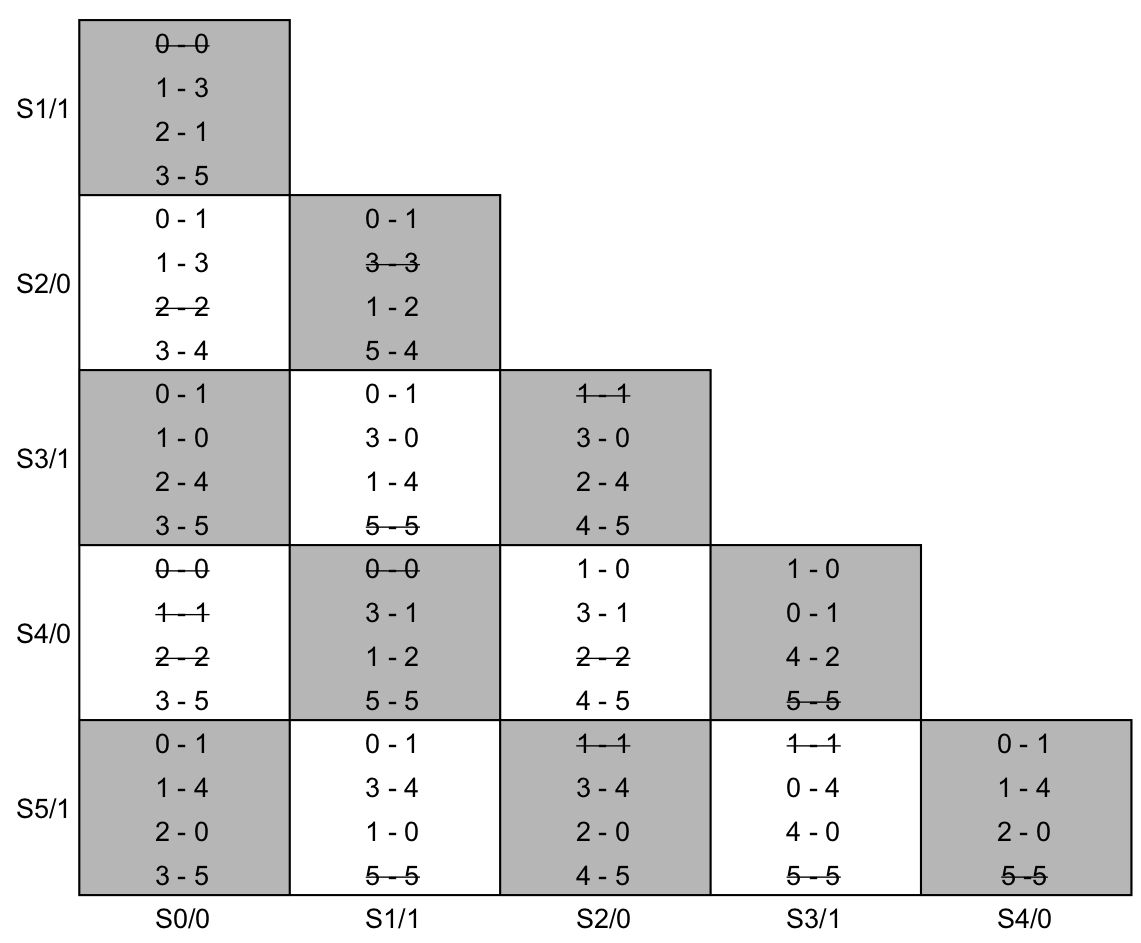 0 - 0
1 - 3
S1/1
2 - 1
3 - 5
0 - 1 0 - 1
1 - 3 3 - 3
S2/0
2 - 2 1 - 2
3 - 4 5 - 4
0 - 1 0 - 1 1 - 1
1 - 0 3 - 0 3 - 0
S3/1
2 - 4 1 - 4 2 - 4
3 - 5 5 - 5 4 - 5
0 - 0 0 - 0 1 - 0 1 - 0
1 - 1 3 - 1 3 - 1 0 - 1
S4/0
2 - 2 1 - 2 2 - 2 4 - 2
3 - 5 5 - 5 4 - 5 5 - 5
0 - 1 0 - 1 1 - 1 1 - 1 0 - 1
1 - 4 3 - 4 3 - 4 0 - 4 1 - 4
S5/1
2 - 0 1 - 0 2 - 0 4 - 0 2 - 0
3 - 5 5 - 5 4 - 5 5 - 5 5 -5
S0/0 S1/1 S2/0 S3/1 S4/0